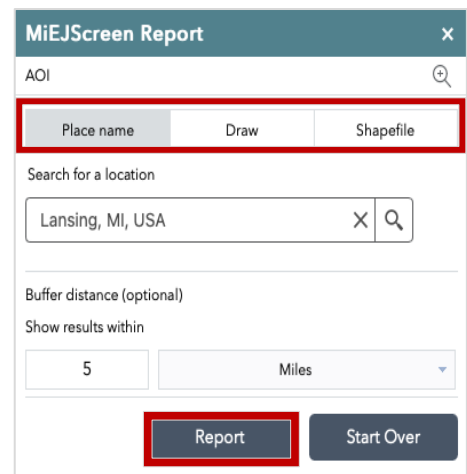 MiEJScreen Report x
AOI
Place name Draw Shapefile
Search for a location
Lansing, MI, USA
Buffer distance (optional)
Show results within
5 Miles
Report Start Over